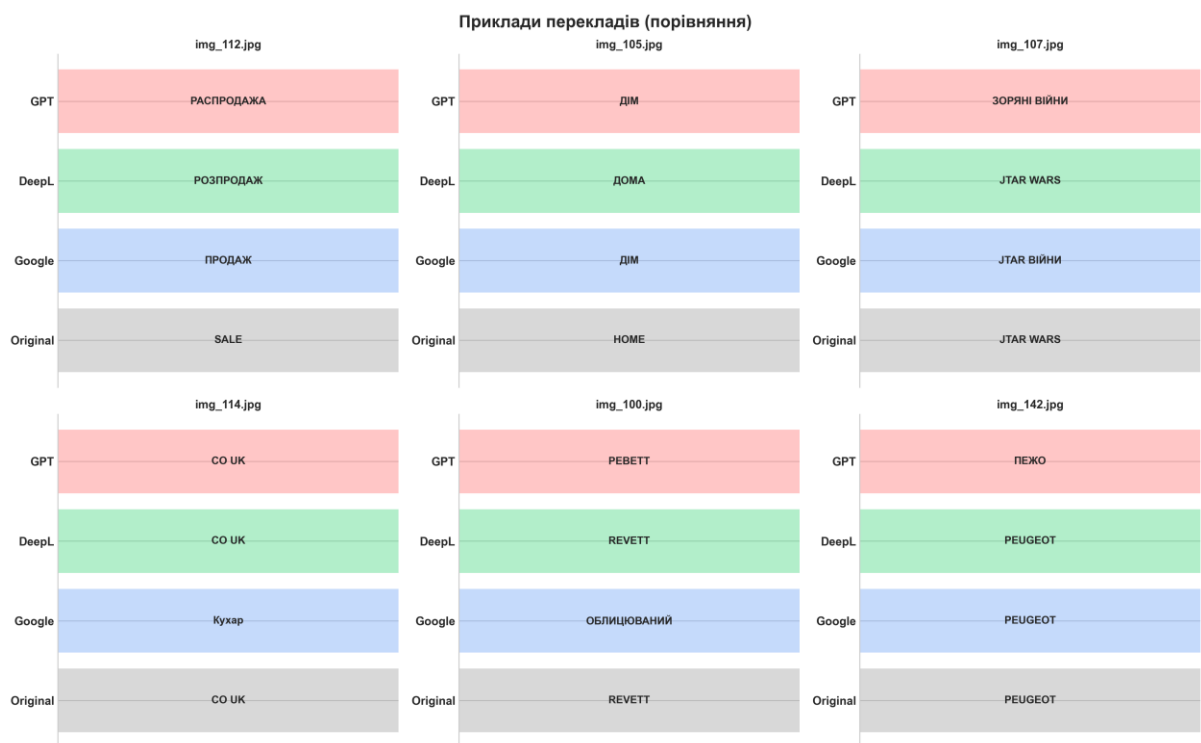 Приклади перекладів (порівняння)
img_112.jpg
GPT РАСПРОДАЖА
DeepL РОЗПРОДАЖ
Google ПРОДАЖ
Original SALE
img_105.jpg
GPT ДІМ
DeepL ДОМА
Google ДІМ
Original HOME
img_107.jpg
GPT ЗОРЯНІ ВІЙНИ
DeepL JTAR WARS
Google JTAR ВІЙНИ
Original JTAR WARS
img_114.jpg
GPT CO UK
DeepL CO UK
Google Кухар
Original CO UK
img_100.jpg
GPT РЕВЕТТ
DeepL REVETT
Google ОБЛИЦЮВАНИЙ
Original REVETT
img_142.jpg
GPT ПЕЖО
DeepL PEUGEOT
Google PEUGEOT
Original PEUGEOT